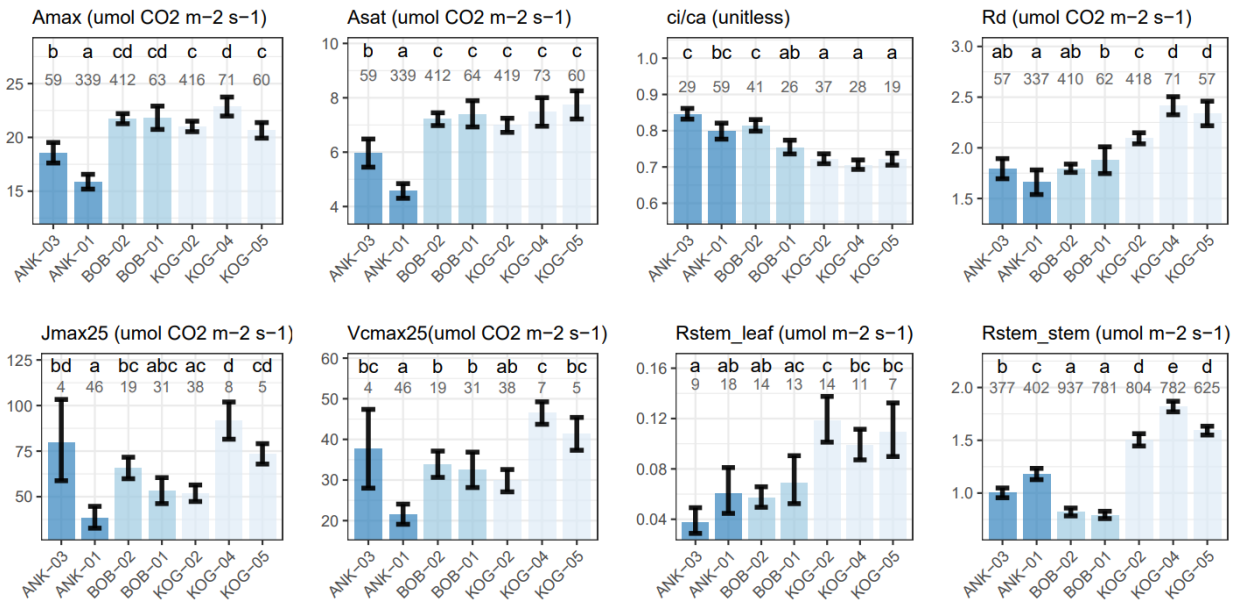 Amax (umol CO2 m−2 s−1)
b a cd cd c d c
59 339 412 63 416 71 60
25
20
15
ANK−03 ANK−01 BOB−02 BOB−01 KOG−02 KOG−04 KOG−05
Asat (umol CO2 m−2 s−1)
b a c c c c c
59 339 412 64 419 73 60
10
8
6
4
ANK−03 ANK−01 BOB−02 BOB−01 KOG−02 KOG−04 KOG−05
ci/ca (unitless)
c bc c ab a a a
29 59 41 26 37 28 19
1.0
0.9
0.8
0.7
0.6
ANK−03 ANK−01 BOB−02 BOB−01 KOG−02 KOG−04 KOG−05
Rd (umol CO2 m−2 s−1)
ab a ab b c d d
57 337 410 62 418 71 57
3.0
2.5
2.0
1.5
ANK−03 ANK−01 BOB−02 BOB−01 KOG−02 KOG−04 KOG−05
Jmax25 (umol CO2 m−2 s−1)
bd a bc abc ac d cd
4 46 19 31 38 8 5
125
100
75
50
ANK−03 ANK−01 BOB−02 BOB−01 KOG−02 KOG−04 KOG−05
Vcmax25(umol CO2 m−2 s−1)
bc a b b ab c bc
4 46 19 31 38 7 5
60
50
40
30
20
ANK−03 ANK−01 BOB−02 BOB−01 KOG−02 KOG−04 KOG−05
Rstem_leaf (umol m−2 s−1)
a ab ab ac c bc bc
9 18 14 13 14 11 7
0.16
0.12
0.08
0.04
ANK−03 ANK−01 BOB−02 BOB−01 KOG−02 KOG−04 KOG−05
Rstem_stem (umol m−2 s−1)
b c a a d e d
377 402 937 781 804 782 625
2.0
1.5
1.0
ANK−03 ANK−01 BOB−02 BOB−01 KOG−02 KOG−04 KOG−05